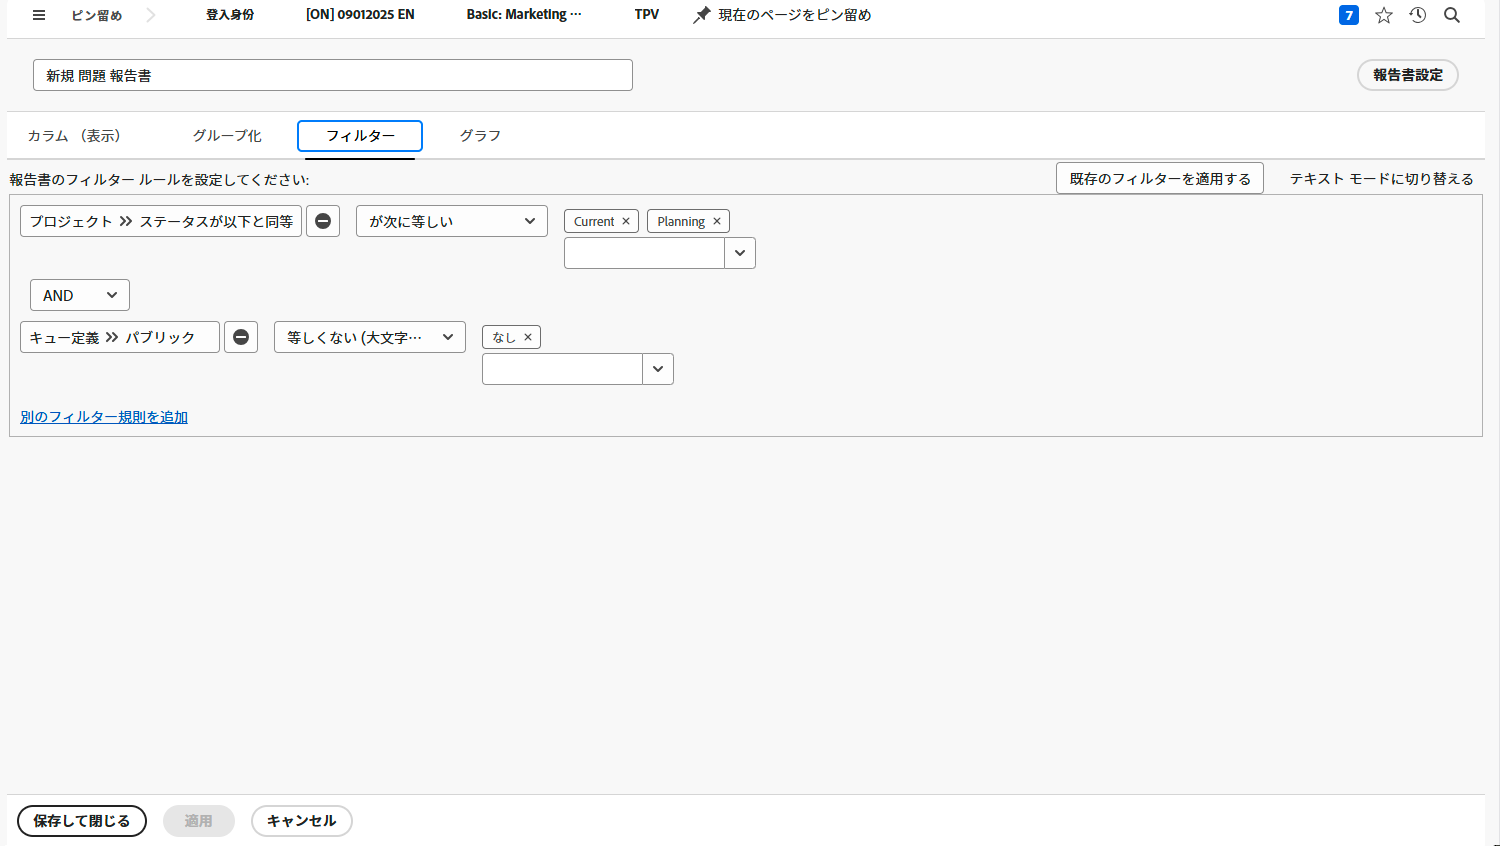 ピン留め 登入身份 [ON] 09012025 EN Basic: Marketing … TPV 現在のページをピン留め 7
新規 問題 報告書 報告書設定
カラム （表示） グループ化 フィルター グラフ
報告書のフィルター ルールを設定してください: 既存のフィルターを適用する テキスト モードに切り替える
プロジェクト >> ステータスが以下と同等 が次に等しい Current × Planning ×
AND
キュー定義 >> パブリック 等しくない (大文字… なし ×
別のフィルター規則を追加
保存して閉じる 適用 キャンセル